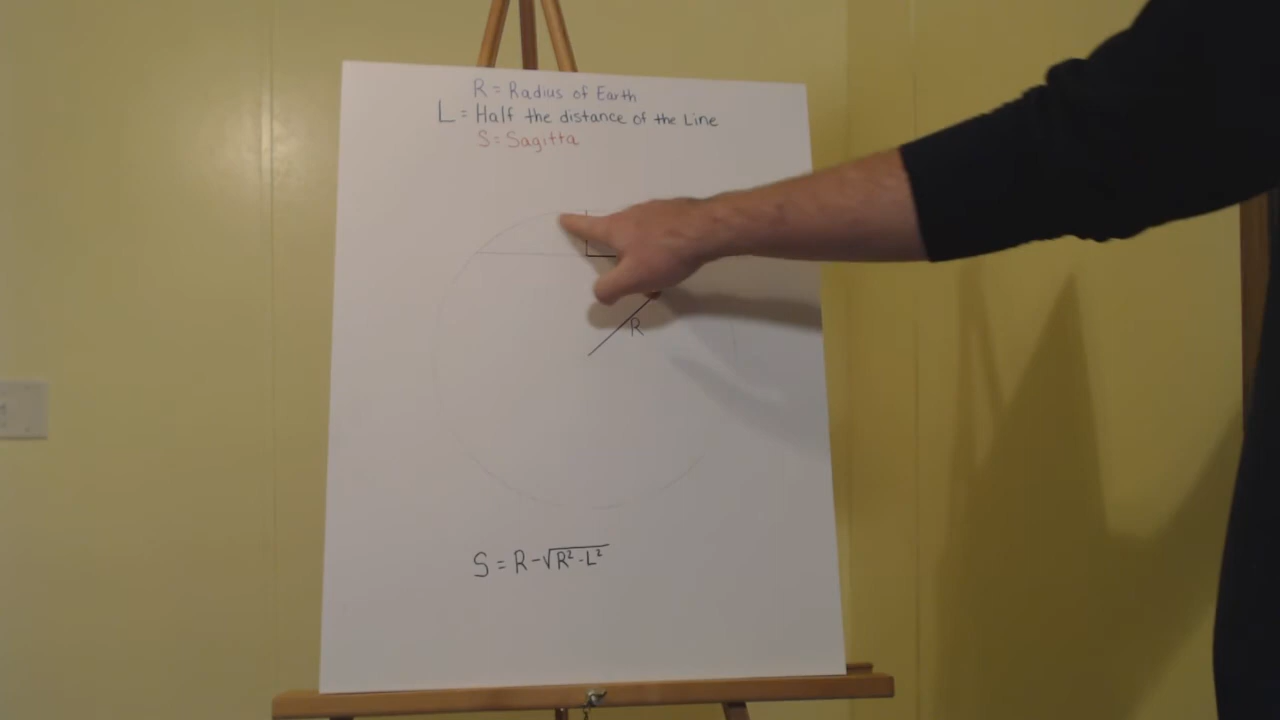 R = Radius of Earth
L = Half the distance of the Line
S = Sagitta
R
S = R - √R² - L²